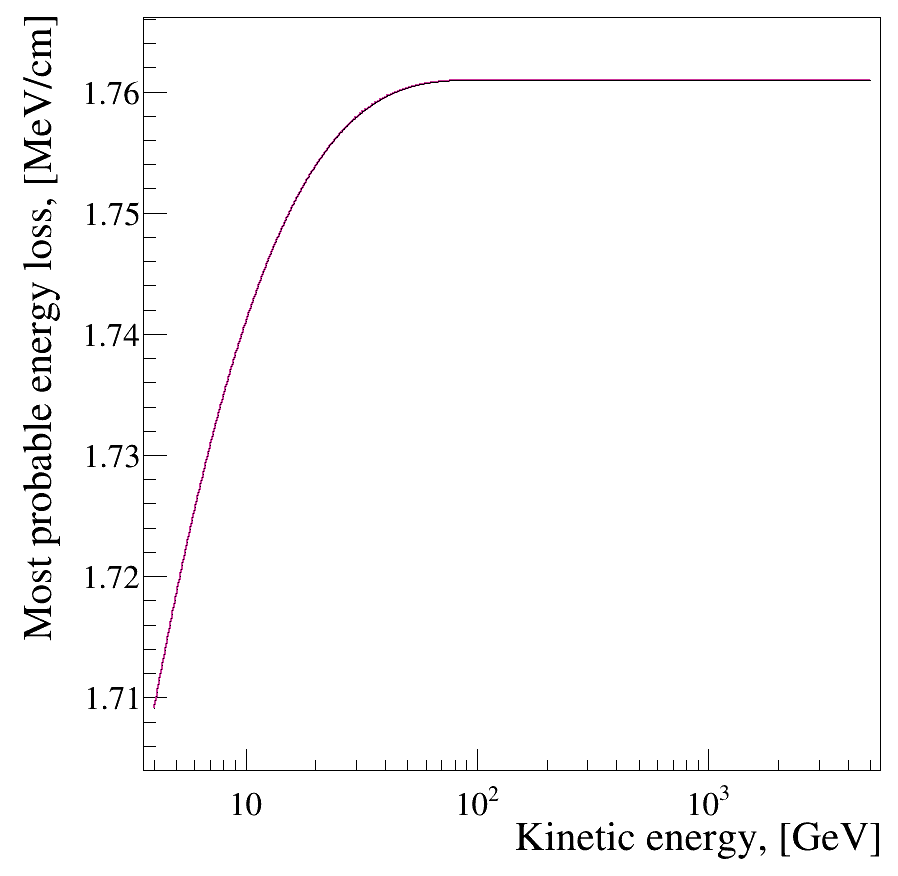 Most probable energy loss, [MeV/cm]
1.76
1.75
1.74
1.73
1.72
1.71
10 10² 10³
Kinetic energy, [GeV]